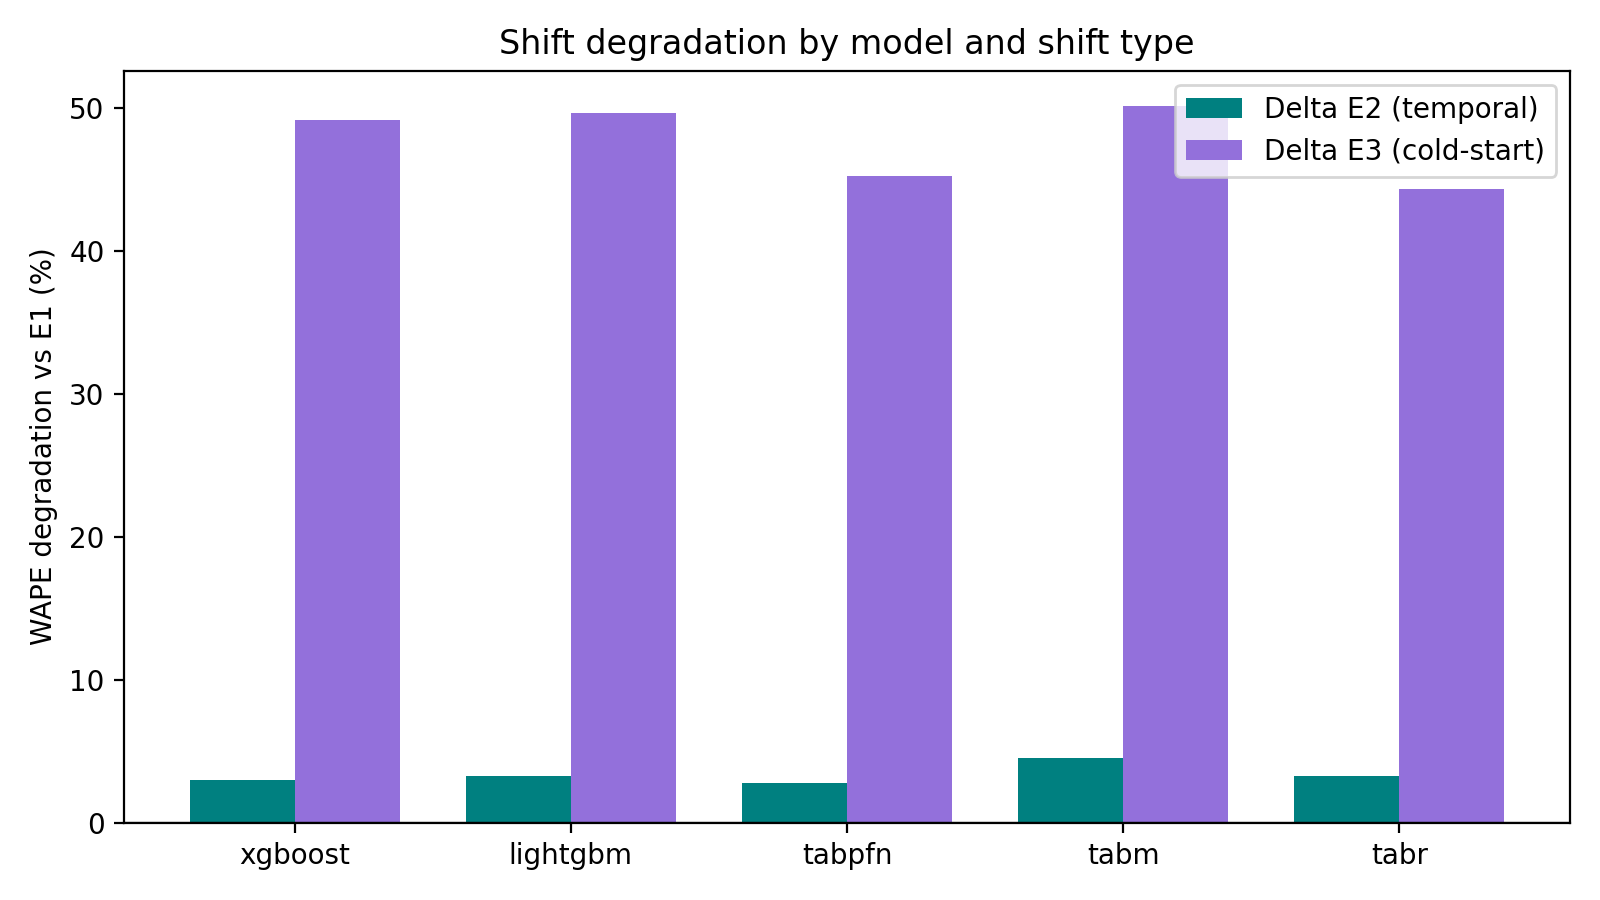 Shift degradation by model and shift type
Delta E2 (temporal)
Delta E3 (cold-start)
WAPE degradation vs E1 (%)
50
40
30
20
10
0
xgboost lightgbm tabpfn tabm tabr